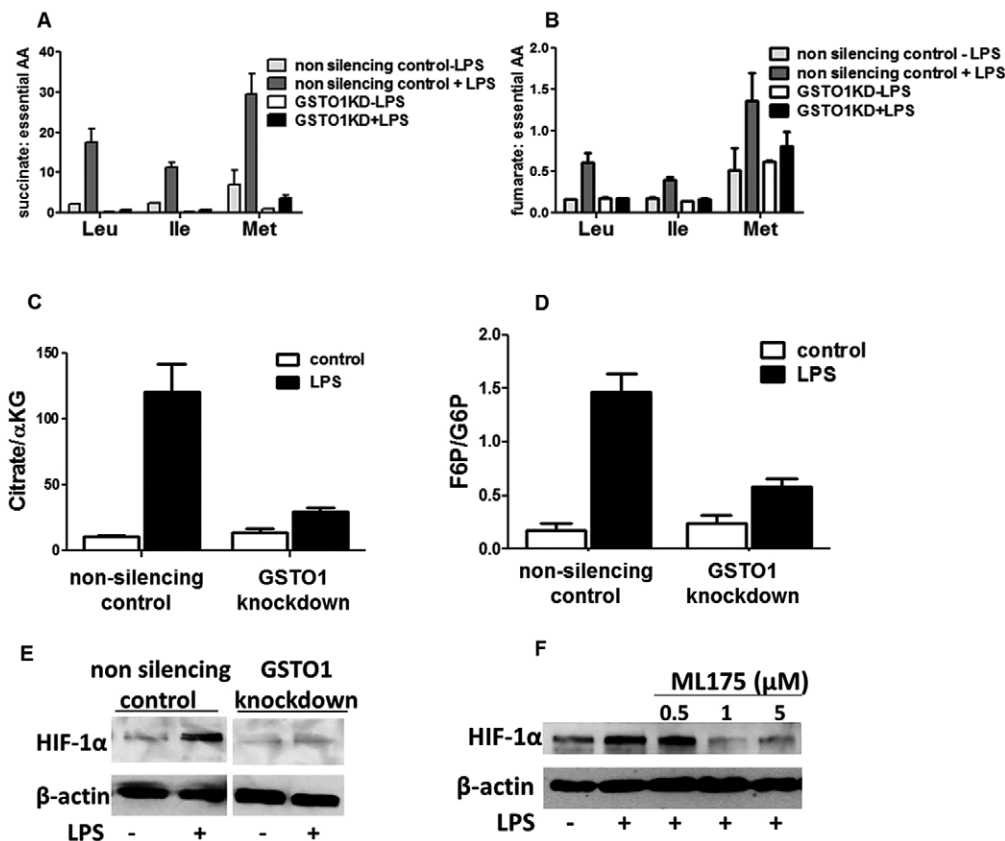 A
succinate: essential AA
40
30
20
10
0
non silencing control-LPS
non silencing control + LPS
GSTO1KD-LPS
GSTO1KD+LPS
Leu Ile Met
B
fumarate: essential AA
2.0
1.5
1.0
0.5
0.0
non silencing control - LPS
non silencing control + LPS
GSTO1KD-LPS
GSTO1KD+LPS
Leu Ile Met
C
Citrate/αKG
150
100
50
0
control
LPS
non-silencing
control
GSTO1
knockdown
D
F6P/G6P
2.0
1.5
1.0
0.5
0.0
control
LPS
non-silencing
control
GSTO1
knockdown
E
non silencing
control
GSTO1
knockdown
HIF-1α
β-actin
LPS - + - +
F
ML175 (μM)
0.5 1 5
HIF-1α
β-actin
LPS - + + + +